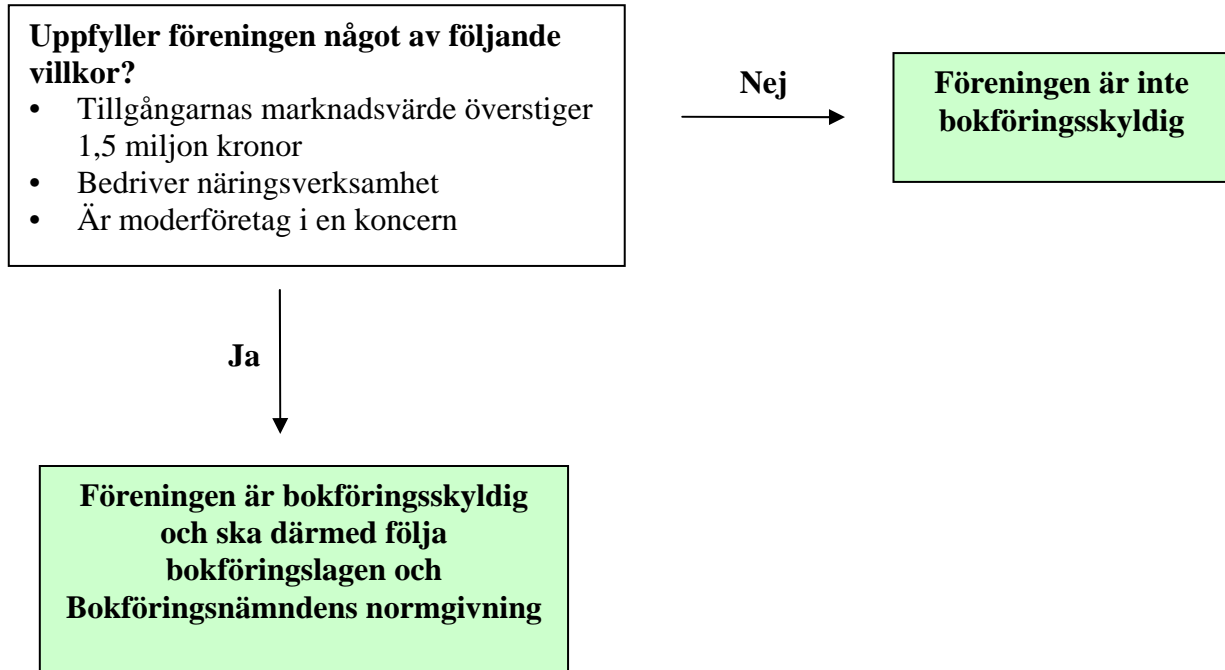 Uppfyller föreningen något av följande
villkor?
• Tillgångarnas marknadsvärde överstiger
1,5 miljon kronor
• Bedriver näringsverksamhet
• Är moderföretag i en koncern
Nej
Föreningen är inte
bokföringsskyldig
Ja
Föreningen är bokföringsskyldig
och ska därmed följa
bokföringslagen och
Bokföringsnämndens normgivning